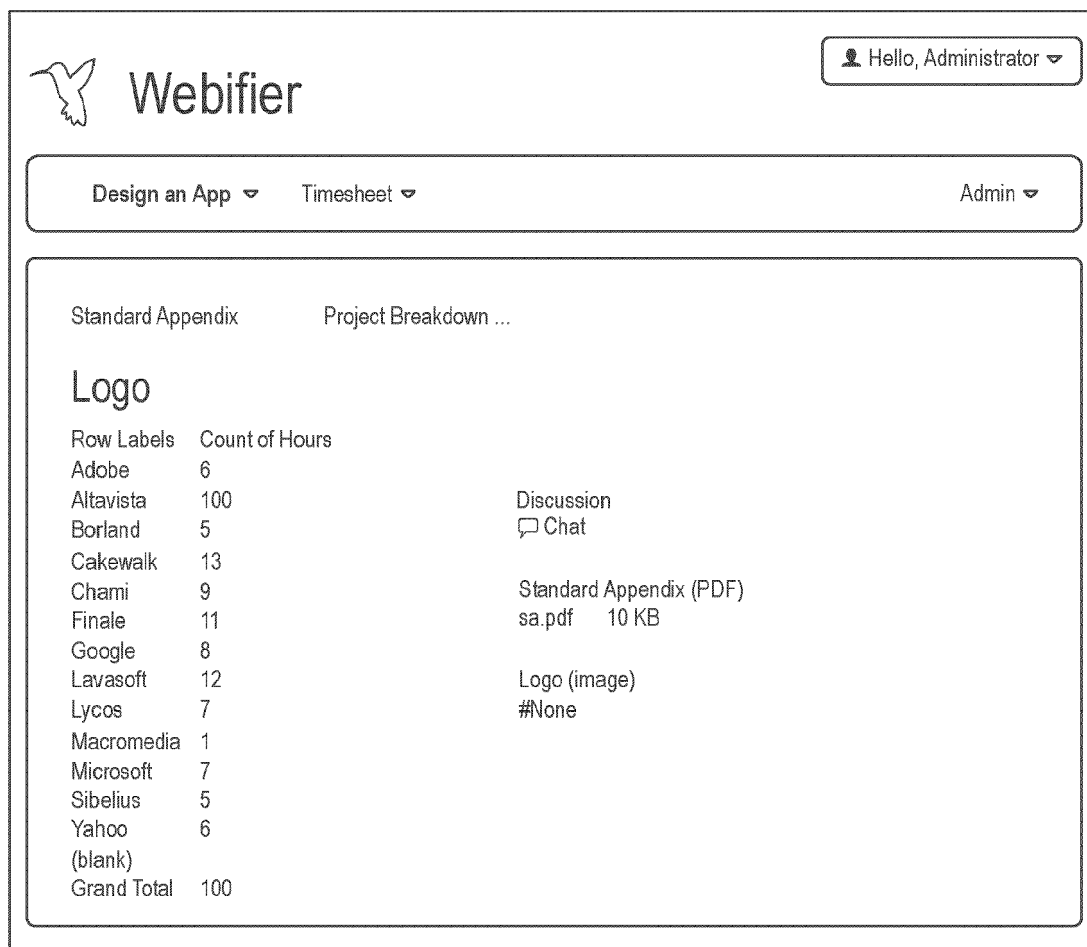 Webifier
Hello, Administrator
Design an App Timesheet Admin
Standard Appendix Project Breakdown ...
Logo
Row Labels Count of Hours
Adobe 6
Altavista 100
Borland 5
Cakewalk 13
Chami 9
Finale 11
Google 8
Lavasoft 12
Lycos 7
Macromedia 1
Microsoft 7
Sibelius 5
Yahoo 6
(blank)
Grand Total 100
Discussion
Chat
Standard Appendix (PDF)
sa.pdf 10 KB
Logo (image)
#None